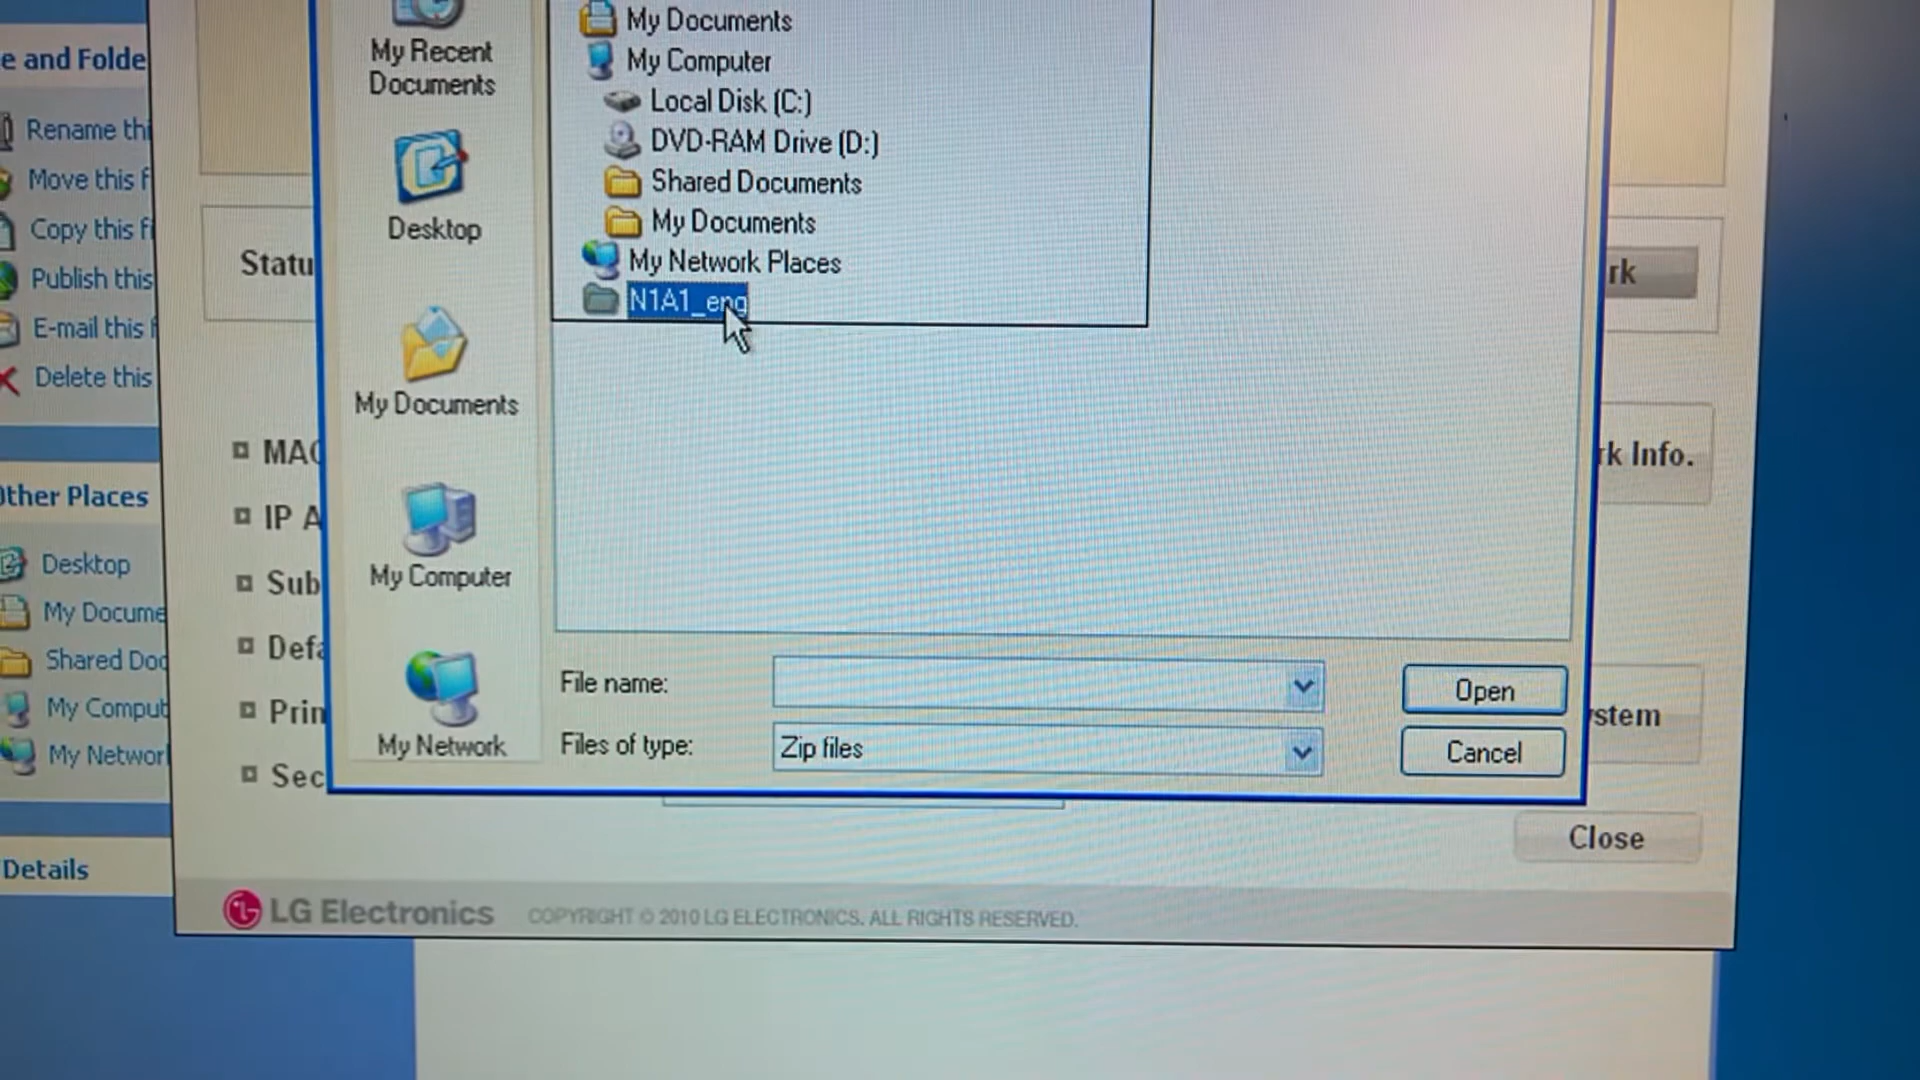 e and Folde
Rename thi
Move this f
Copy this fi
Publish this
E-mail this f
Delete this
Other Places
Desktop
My Docume
Shared Doc
My Comput
My Networ
Details
Statu
MAC
IP A
Sub
Defa
Prin
Sec
My Recent
Documents
Desktop
My Documents
My Computer
My Network
My Documents
My Computer
Local Disk (C:)
DVD-RAM Drive (D:)
Shared Documents
My Documents
My Network Places
N1A1_eng
File name:
Open
Files of type:
Zip files
Cancel
rk
rk Info.
ystem
Close
LG Electronics
COPYRIGHT © 2010 LG ELECTRONICS. ALL RIGHTS RESERVED.